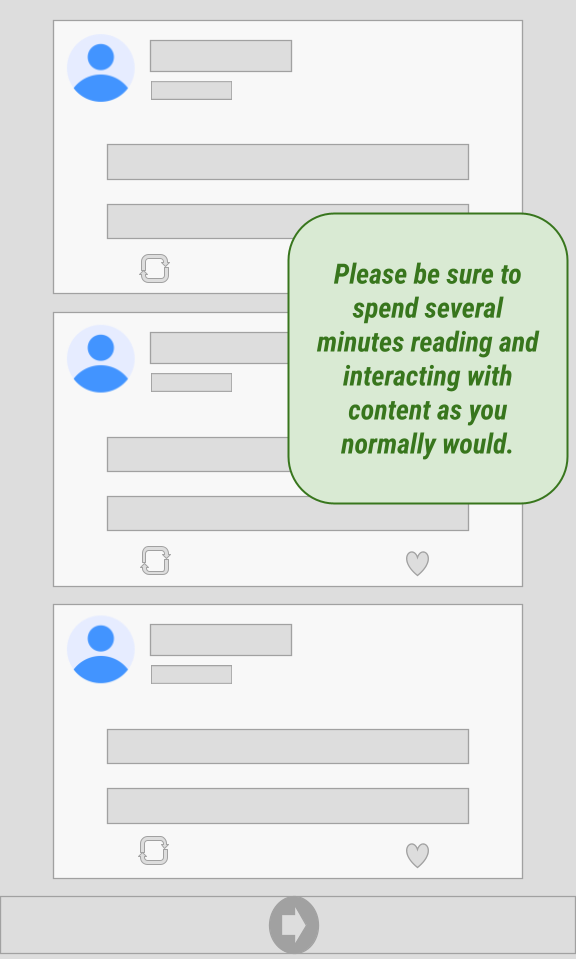 Please be sure to
spend several
minutes reading and
interacting with
content as you
normally would.